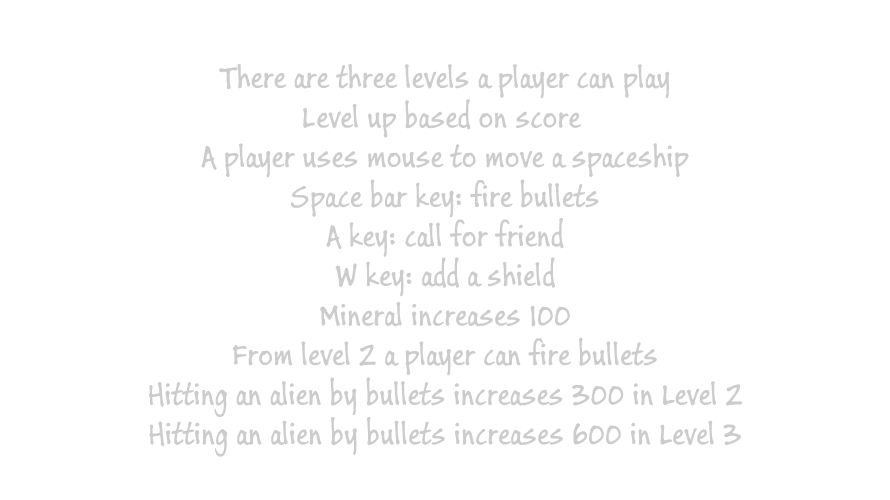 There are three levels a player can play
Level up based on score
A player uses mouse to move a spaceship
Space bar key: fire bullets
A key: call for friend
W key: add a shield
Mineral increases 100
From level 2 a player can fire bullets
Hitting an alien by bullets increases 300 in Level 2
Hitting an alien by bullets increases 600 in Level 3